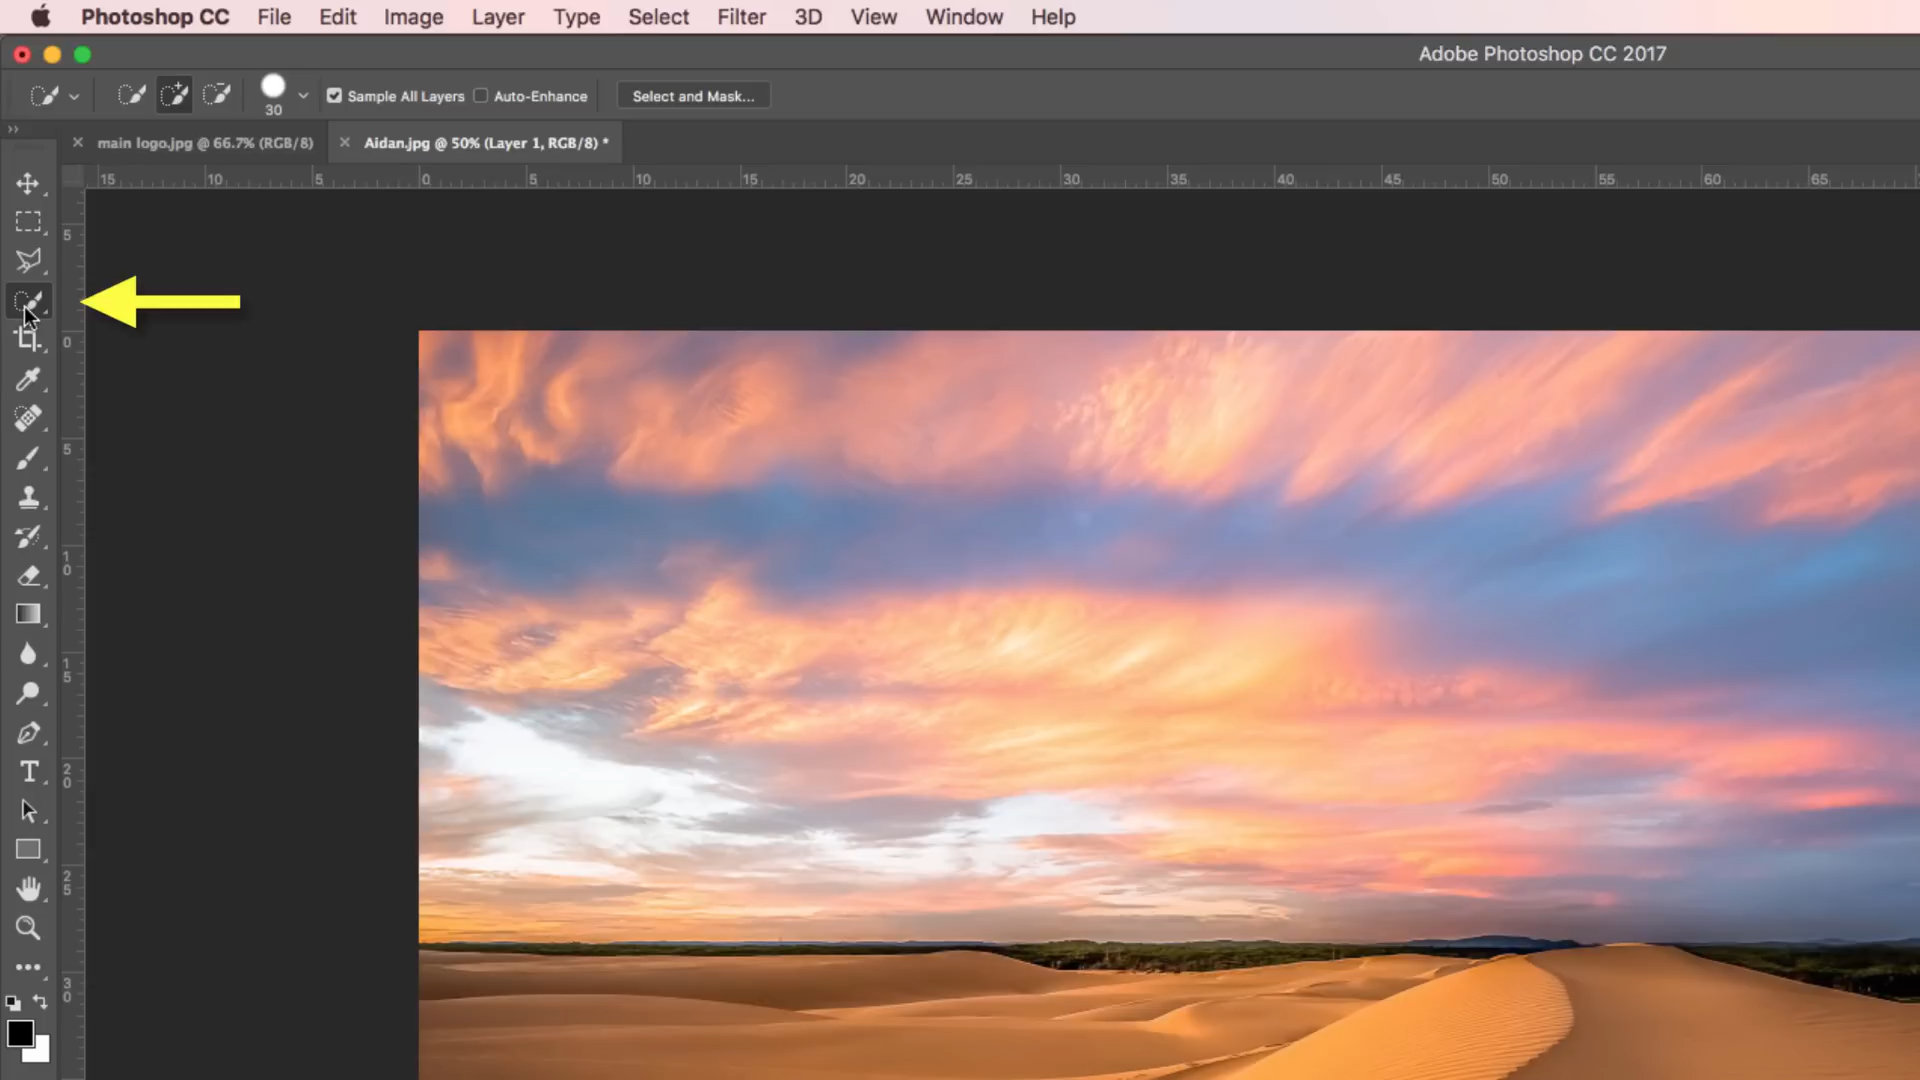 Photoshop CC File Edit Image Layer Type Select Filter 3D View Window Help
Adobe Photoshop CC 2017
30 Sample All Layers Auto-Enhance Select and Mask...
main logo.jpg @ 66.7% (RGB/8) Aidan.jpg @ 50% (Layer 1, RGB/8) *
15 10 5 0 5 10 15 20 25 30 35 40 45 50 55 60 65
5
0
5
1
0
1
5
T
2
0
2
5
3
0